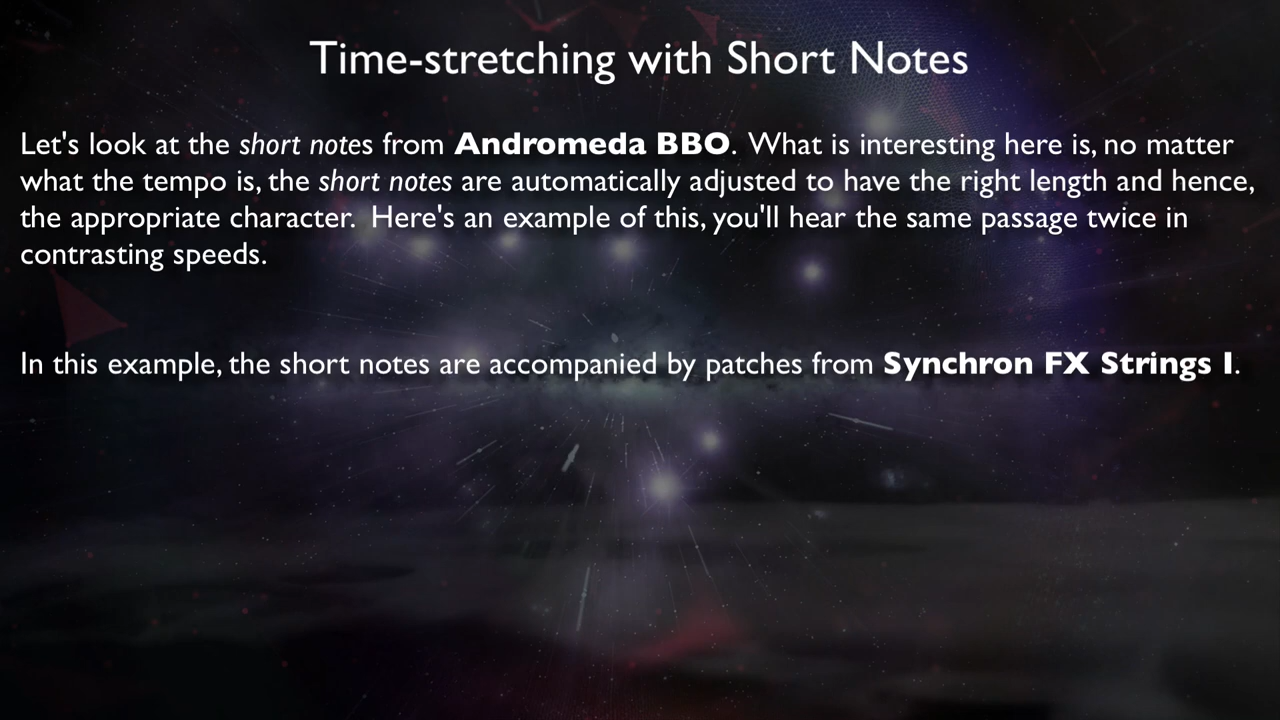 Time-stretching with Short Notes
Let's look at the short notes from Andromeda BBO.  What is interesting here is, no matter
what the tempo is, the short notes are automatically adjusted to have the right length and hence,
the appropriate character.  Here's an example of this, you'll hear the same passage twice in
contrasting speeds.
In this example, the short notes are accompanied by patches from Synchron FX Strings I.